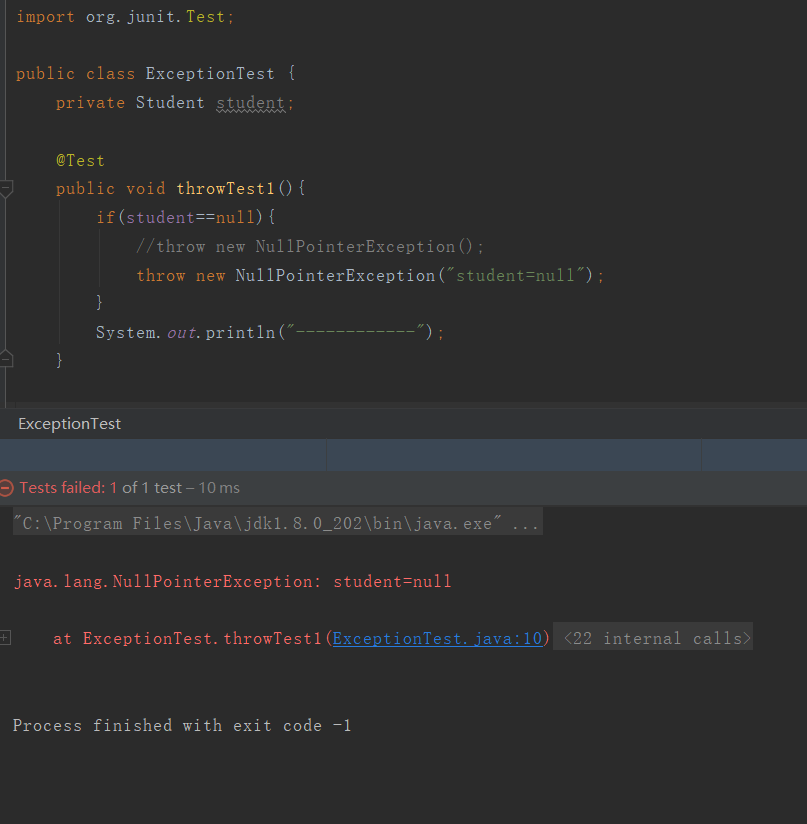 import org.junit.Test;
public class ExceptionTest {
private Student student;
@Test
public void throwTest1(){
if(student==null){
//throw new NullPointerException();
throw new NullPointerException("student=null");
}
System.out.println("------------");
}
ExceptionTest
Tests failed: 1 of 1 test – 10 ms
"C:\Program Files\Java\jdk1.8.0_202\bin\java.exe" ...
java.lang.NullPointerException: student=null
at ExceptionTest.throwTest1(ExceptionTest.java:10) <22 internal calls>
Process finished with exit code -1